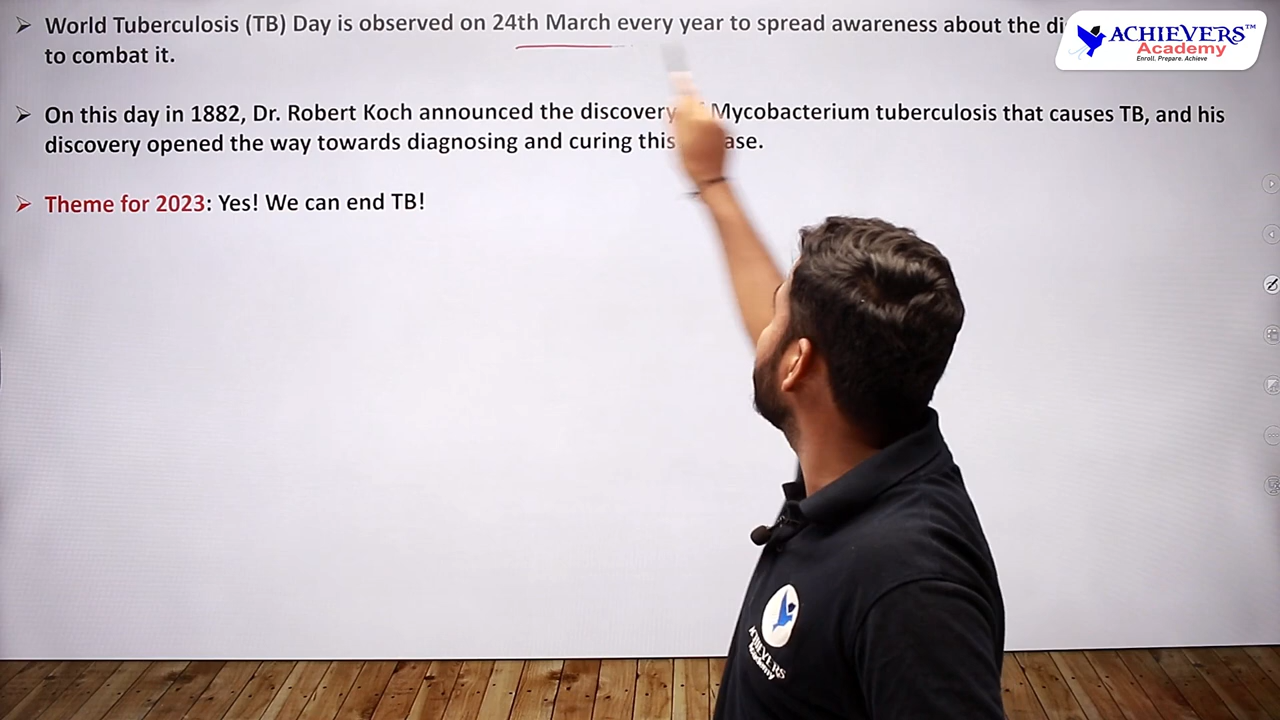 ➢ World Tuberculosis (TB) Day is observed on 24th March every year to spread awareness about the
to combat it.
➢ On this day in 1882, Dr. Robert Koch announced the discovery Mycobacterium tuberculosis that causes TB, and his
discovery opened the way towards diagnosing and curing this
➢ Theme for 2023: Yes! We can end TB!
ACHIEVERS™
Academy
Enroll. Prepare. Achieve
ACHIEVERS
Academy